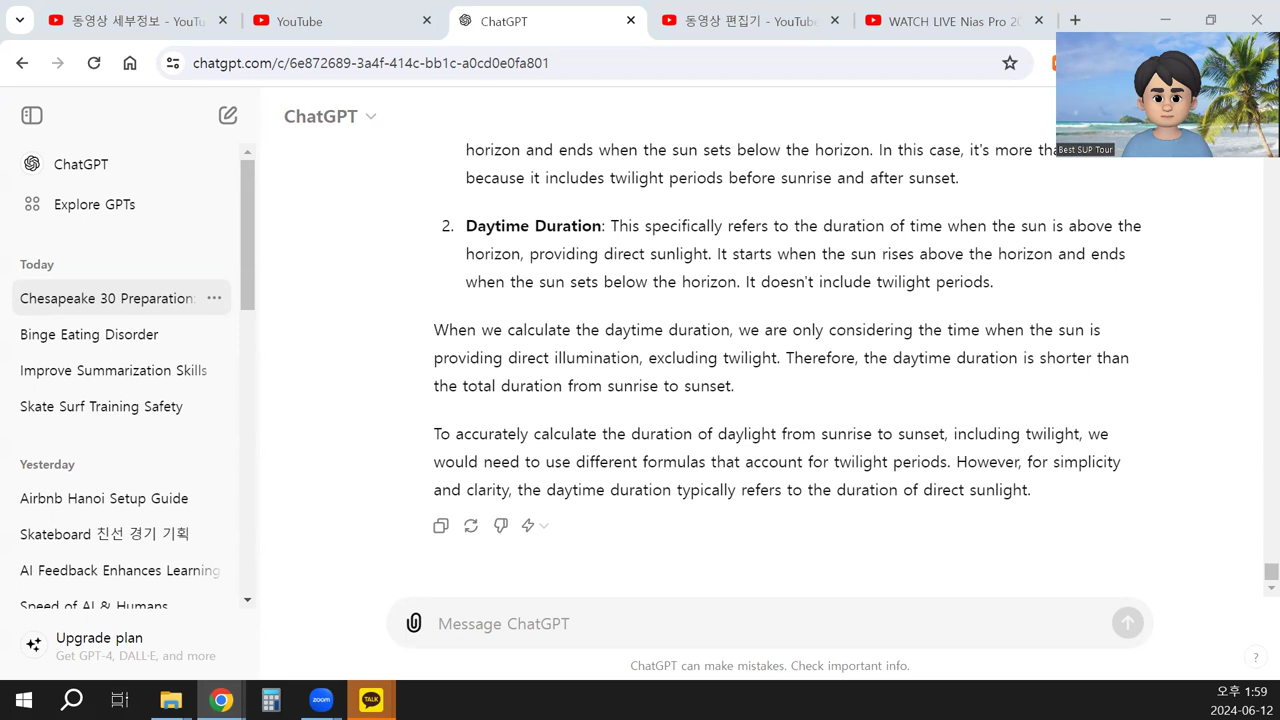 동영상 세부정보 - YouTu
YouTube
ChatGPT
동영상 편집기 - YouTube
WATCH LIVE Nias Pro 20
chatgpt.com/c/6e872689-3a4f-414c-bb1c-a0cd0e0fa801
Best SUP Tour
ChatGPT
ChatGPT
Explore GPTs
Today
Chesapeake 30 Preparation
Binge Eating Disorder
Improve Summarization Skills
Skate Surf Training Safety
Yesterday
Airbnb Hanoi Setup Guide
Skateboard 친선 경기 기획
AI Feedback Enhances Learning
Speed of AI & Humans
Upgrade plan
Get GPT-4, DALL·E, and more
horizon and ends when the sun sets below the horizon. In this case, it's more
because it includes twilight periods before sunrise and after sunset.
2. Daytime Duration: This specifically refers to the duration of time when the sun is above the
horizon, providing direct sunlight. It starts when the sun rises above the horizon and ends
when the sun sets below the horizon. It doesn't include twilight periods.
When we calculate the daytime duration, we are only considering the time when the sun is
providing direct illumination, excluding twilight. Therefore, the daytime duration is shorter than
the total duration from sunrise to sunset.
To accurately calculate the duration of daylight from sunrise to sunset, including twilight, we
would need to use different formulas that account for twilight periods. However, for simplicity
and clarity, the daytime duration typically refers to the duration of direct sunlight.
Message ChatGPT
ChatGPT can make mistakes. Check important info.
?
zoom
TALK
오후 1:59
2024-06-12